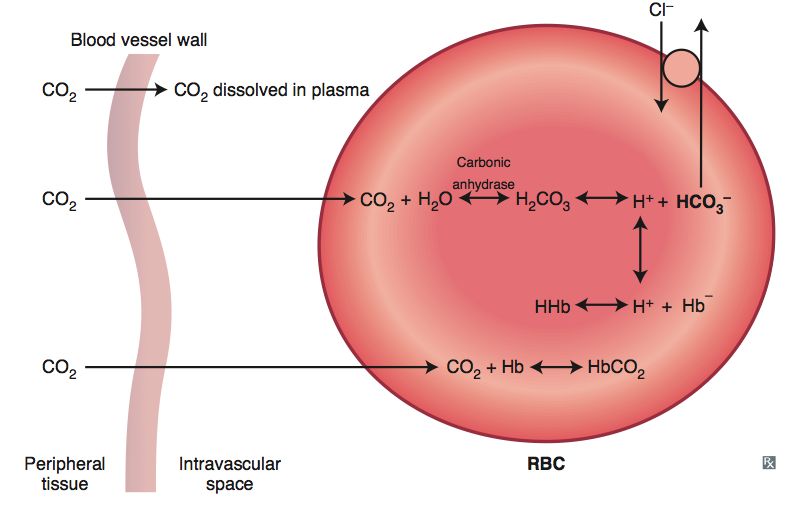 Cl⁻
Blood vessel wall
CO₂
CO₂ dissolved in plasma
Carbonic
anhydrase
CO₂
CO₂ + H₂O
H₂CO₃
H⁺ + HCO₃⁻
HHb
H⁺ + Hb⁻
CO₂
CO₂ + Hb
HbCO₂
Peripheral
tissue
Intravascular
space
RBC
Rx